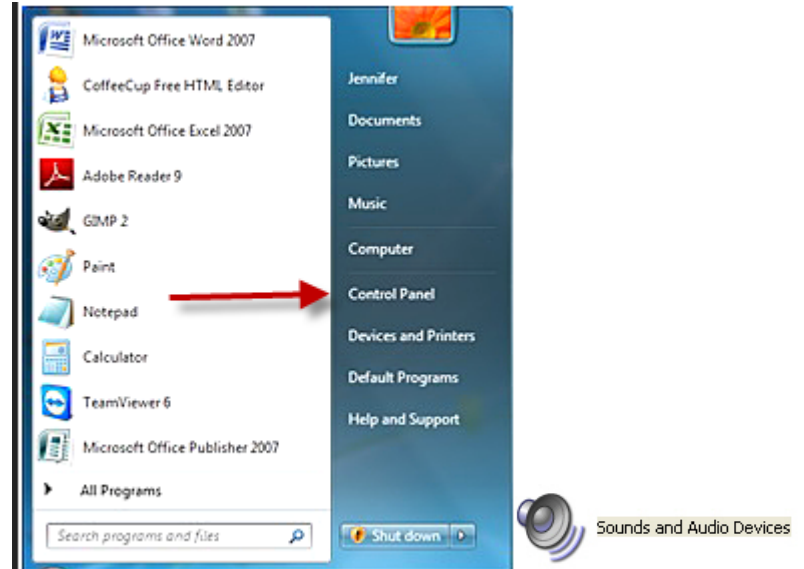 Microsoft Office Word 2007
CoffeeCup Free HTML Editor
Microsoft Office Excel 2007
Adobe Reader 9
GIMP 2
Paint
Notepad
Calculator
TeamViewer 6
Microsoft Office Publisher 2007
All Programs
Search programs and files
Jennifer
Documents
Pictures
Music
Computer
Control Panel
Devices and Printers
Default Programs
Help and Support
Shut down
Sounds and Audio Devices